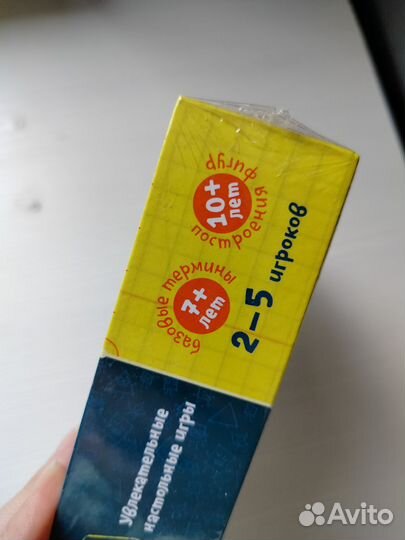 базовые термины
7+
лет
построения фигур
10+
лет
2–5 игроков
Увлекательные
настольные игры
Avito